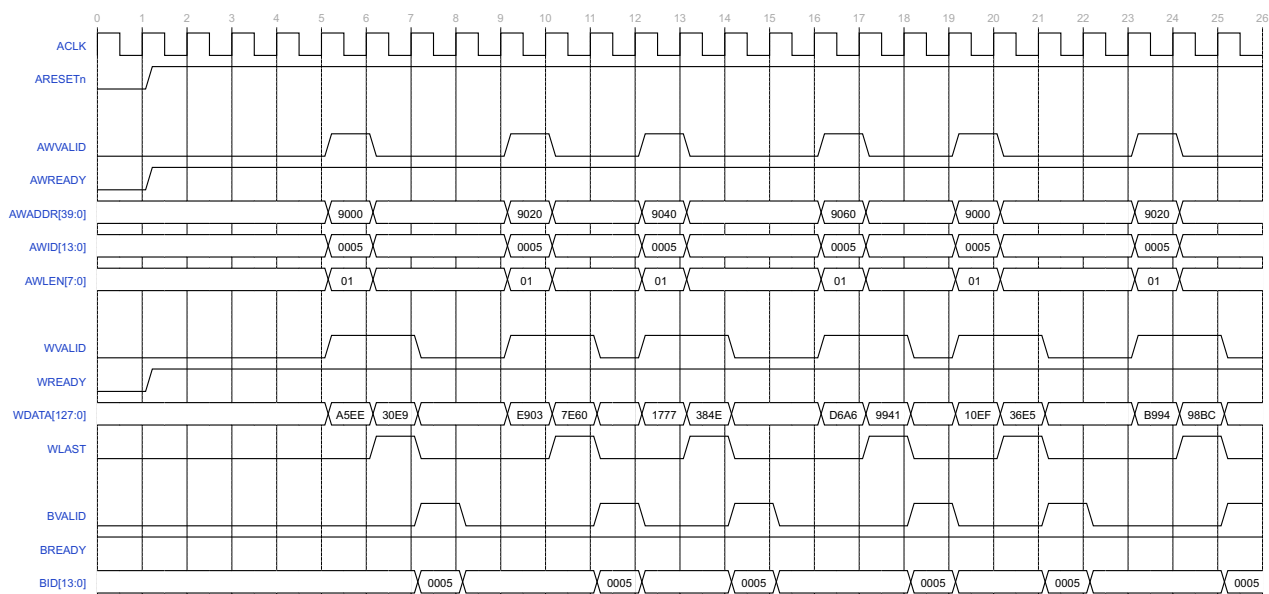 0 1 2 3 4 5 6 7 8 9 10 11 12 13 14 15 16 17 18 19 20 21 22 23 24 25 26
ACLK
ARESETn
AWVALID
AWREADY
AWADDR[39:0] 9000 9020 9040 9060 9000 9020
AWID[13:0] 0005 0005 0005 0005 0005 0005
AWLEN[7:0] 01 01 01 01 01 01
WVALID
WREADY
WDATA[127:0] A5EE 30E9 E903 7E60 1777 384E D6A6 9941 10EF 36E5 B994 98BC
WLAST
BVALID
BREADY
BID[13:0] 0005 0005 0005 0005 0005 0005